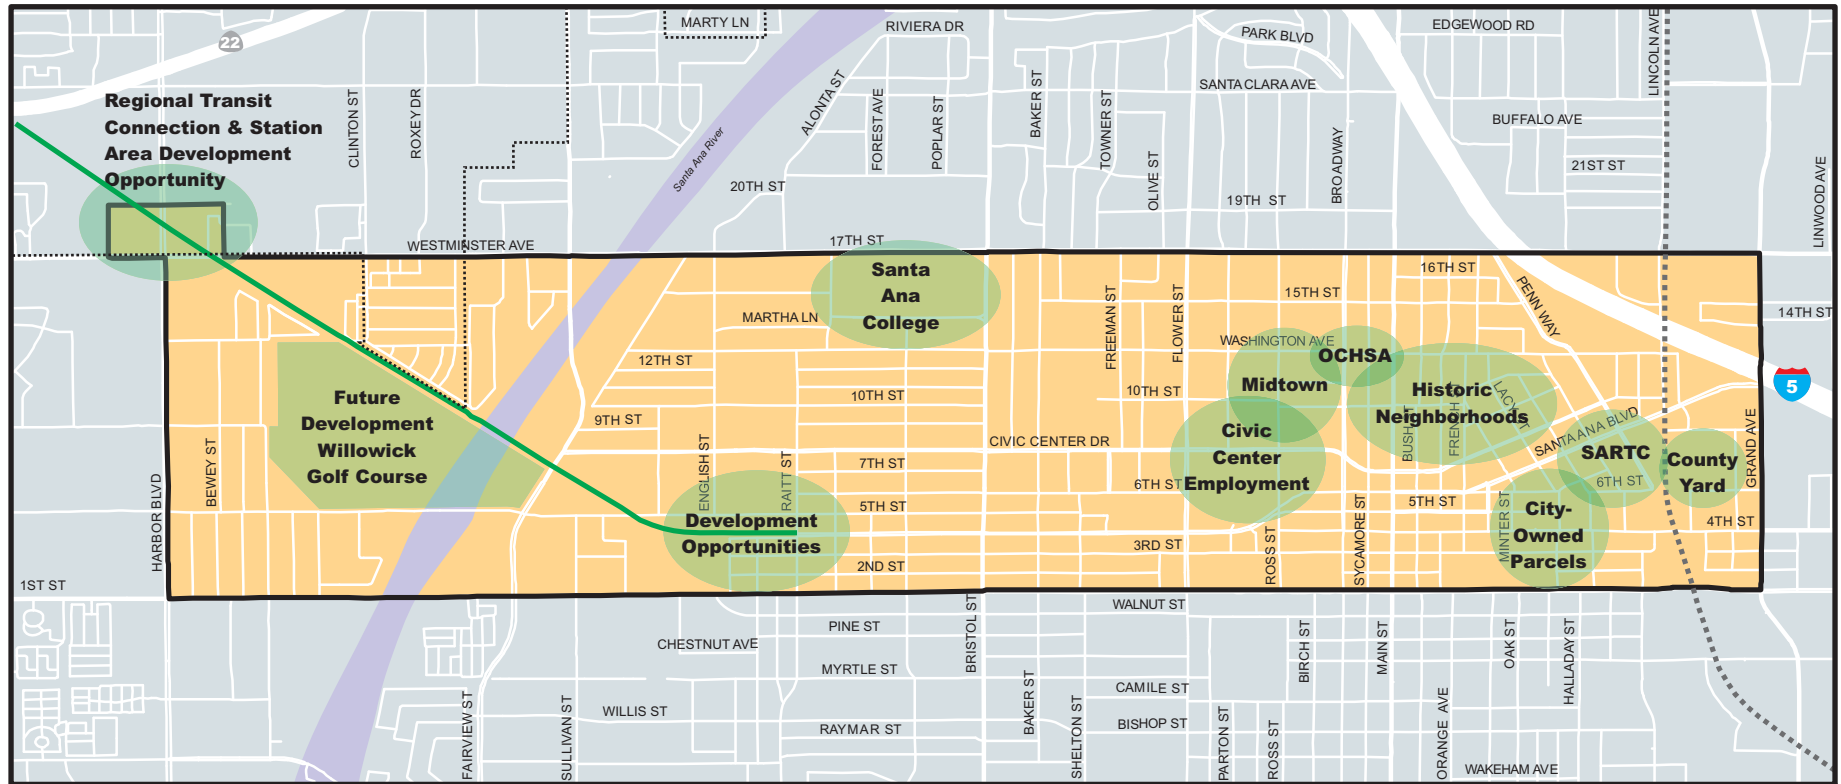 MARTY LN
RIVIERA DR
PARK BLVD
EDGEWOOD RD
LINCOLN AVE
22
Regional Transit
Connection & Station
Area Development
Opportunity
CLINTON ST
ROXEY DR
Santa Ana River
ALONTA ST
FOREST AVE
POPLAR ST
BAKER ST
TOWNER ST
OLIVE ST
SANTA CLARA AVE
BROADWAY
BUFFALO AVE
21ST ST
20TH ST
19TH ST
LINWOOD AVE
WESTMINSTER AVE
17TH ST
Santa
Ana
College
16TH ST
15TH ST
PENN WAY
14TH ST
MARTHA LN
FREEMAN ST
FLOWER ST
WASHINGTON AVE
OCHSA
12TH ST
Midtown
Historic
Neighborhoods
LACY ST
5
10TH ST
10TH ST
Future
Development
Willowick
Golf Course
9TH ST
CIVIC CENTER DR
Civic
Center
Employment
BUSH ST
FRENCH ST
SANTA ANA BLVD
SARTC
County
Yard
GRAND AVE
HARBOR BLVD
BEWEY ST
ENGLISH ST
RAITT ST
7TH ST
6TH ST
6TH ST
5TH ST
5TH ST
Development
Opportunities
SYCAMORE ST
MINTER ST
City-
Owned
Parcels
4TH ST
3RD ST
ROSS ST
2ND ST
1ST ST
WALNUT ST
PINE ST
CHESTNUT AVE
BRISTOL ST
BIRCH ST
MAIN ST
OAK ST
HALLADAY ST
MYRTLE ST
CAMILE ST
FAIRVIEW ST
SULLIVAN ST
WILLIS ST
RAYMAR ST
BAKER ST
SHELTON ST
BISHOP ST
PARTON ST
ROSS ST
ORANGE AVE
WAKEHAM AVE